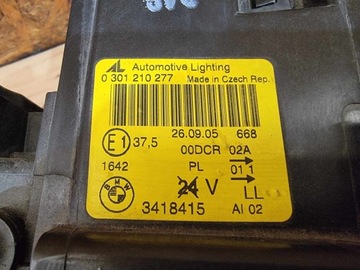 AL Automotive Lighting
0 301 210 277 Made in Czech Rep.
26.09.05 668
E1 37,5 00DCR 02A
1642 PL 01 1
BMW 24 V LL
3418415 AI 02